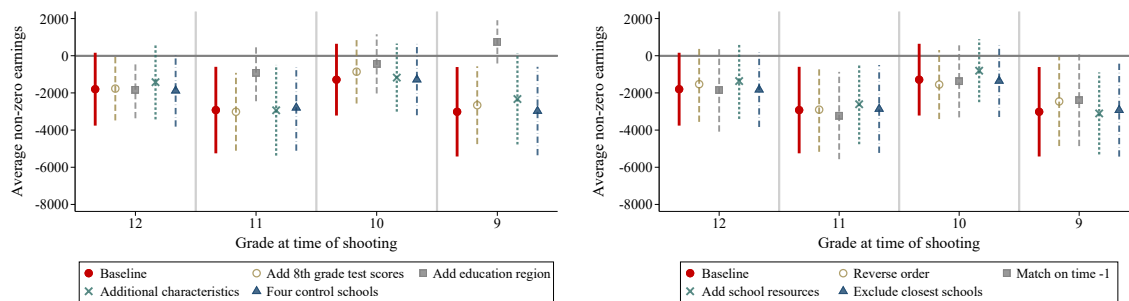 Average non-zero earnings
2000
0
-2000
-4000
-6000
-8000
12
11
10
9
Grade at time of shooting
Baseline
Add 8th grade test scores
Add education region
Additional characteristics
Four control schools
Average non-zero earnings
2000
0
-2000
-4000
-6000
-8000
12
11
10
9
Grade at time of shooting
Baseline
Reverse order
Match on time -1
Add school resources
Exclude closest schools